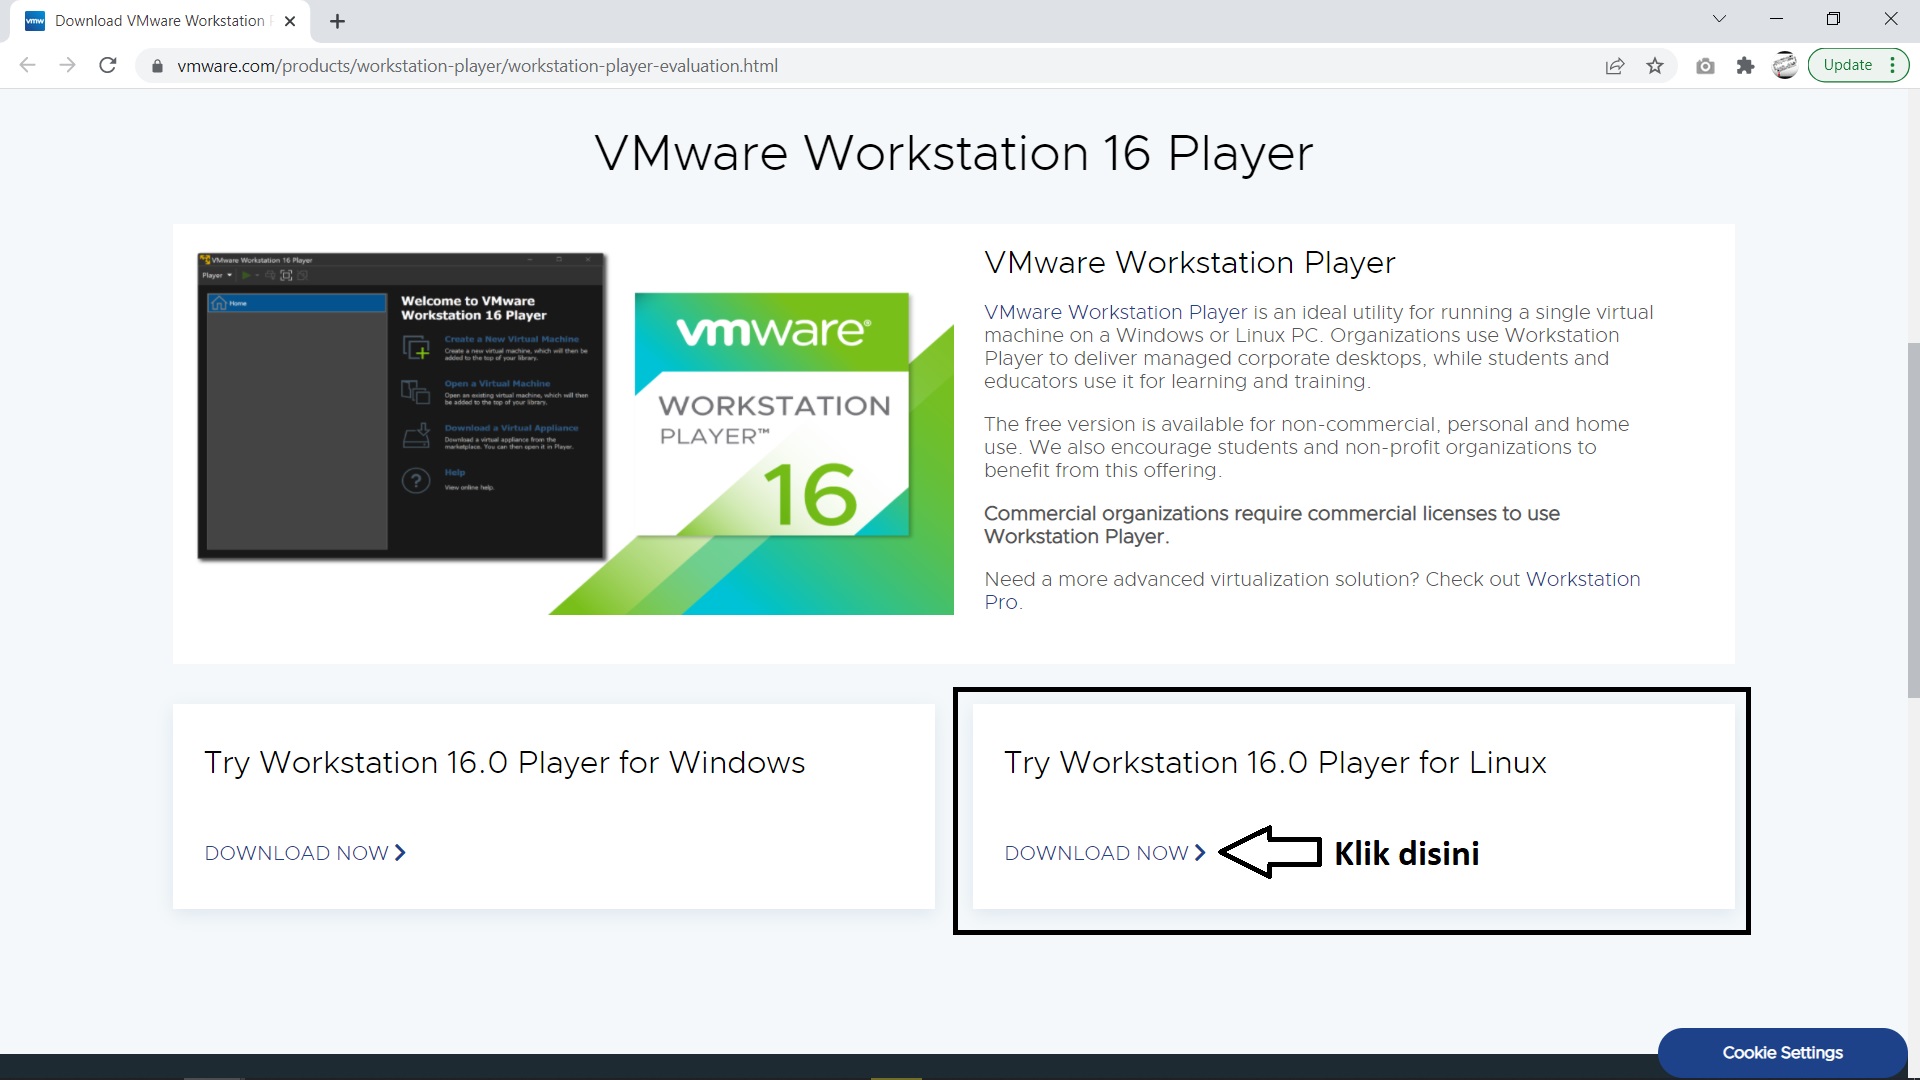 Download VMware Workstation P
Update
vmware.com/products/workstation-player/workstation-player-evaluation.html
VMware Workstation 16 Player
VMware Workstation 16 Player
Player
Home
Welcome to VMware
Workstation 16 Player
Create a New Virtual Machine
Create a new virtual machine, which will then be
added to the top of your library.
Open a Virtual Machine
Open an existing virtual machine, which will then
be added to the top of your library.
Download a Virtual Appliance
Download a virtual appliance from the
marketplace. You can then open it in Player.
Help
View online help.
vmware®
WORKSTATION
PLAYER™
16
VMware Workstation Player
VMware Workstation Player is an ideal utility for running a single virtual
machine on a Windows or Linux PC. Organizations use Workstation
Player to deliver managed corporate desktops, while students and
educators use it for learning and training.
The free version is available for non-commercial, personal and home
use. We also encourage students and non-profit organizations to
benefit from this offering.
Commercial organizations require commercial licenses to use
Workstation Player.
Need a more advanced virtualization solution? Check out Workstation
Pro.
Try Workstation 16.0 Player for Windows
DOWNLOAD NOW
Try Workstation 16.0 Player for Linux
DOWNLOAD NOW
Klik disini
Cookie Settings